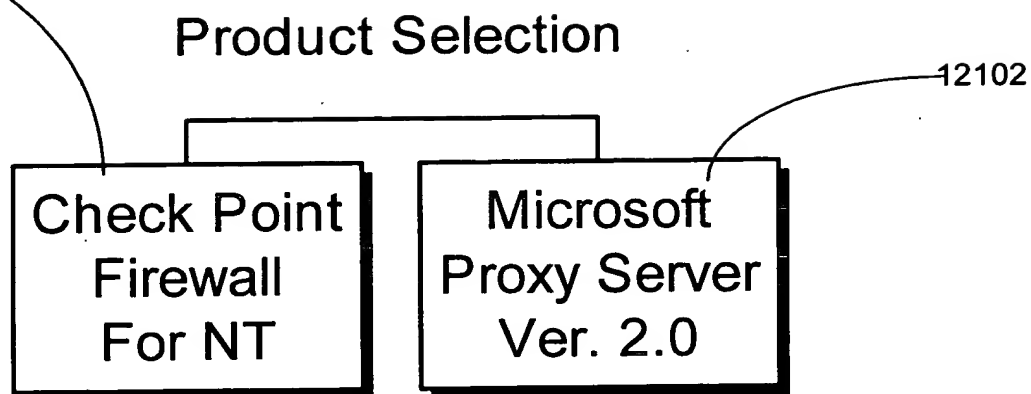 Product Selection
12102
Check Point
Firewall
For NT
Microsoft
Proxy Server
Ver. 2.0